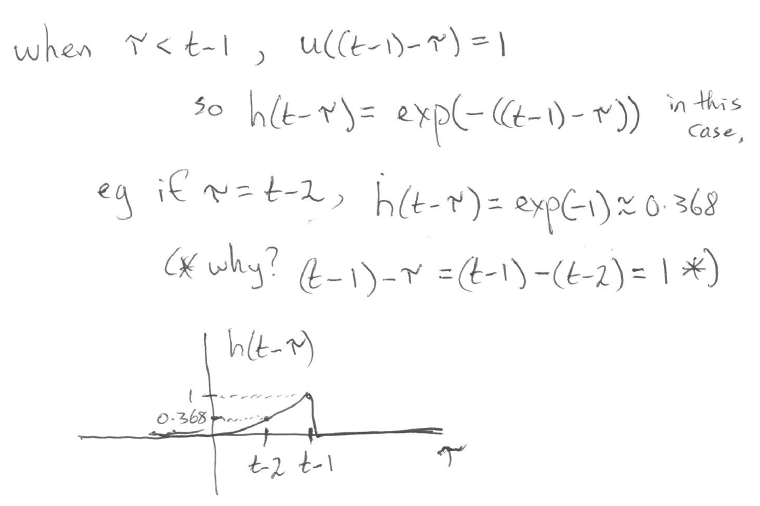 when τ < t-1 , u((t-1)-τ) = 1
so h(t-τ) = exp(-((t-1)-τ)) in this case,
eg if τ = t-2, h(t-τ) = exp(-1) ≈ 0.368
(* why? (t-1)-τ = (t-1)-(t-2) = 1 *)
h(t-τ)
1
0.368
t-2 t-1 τ